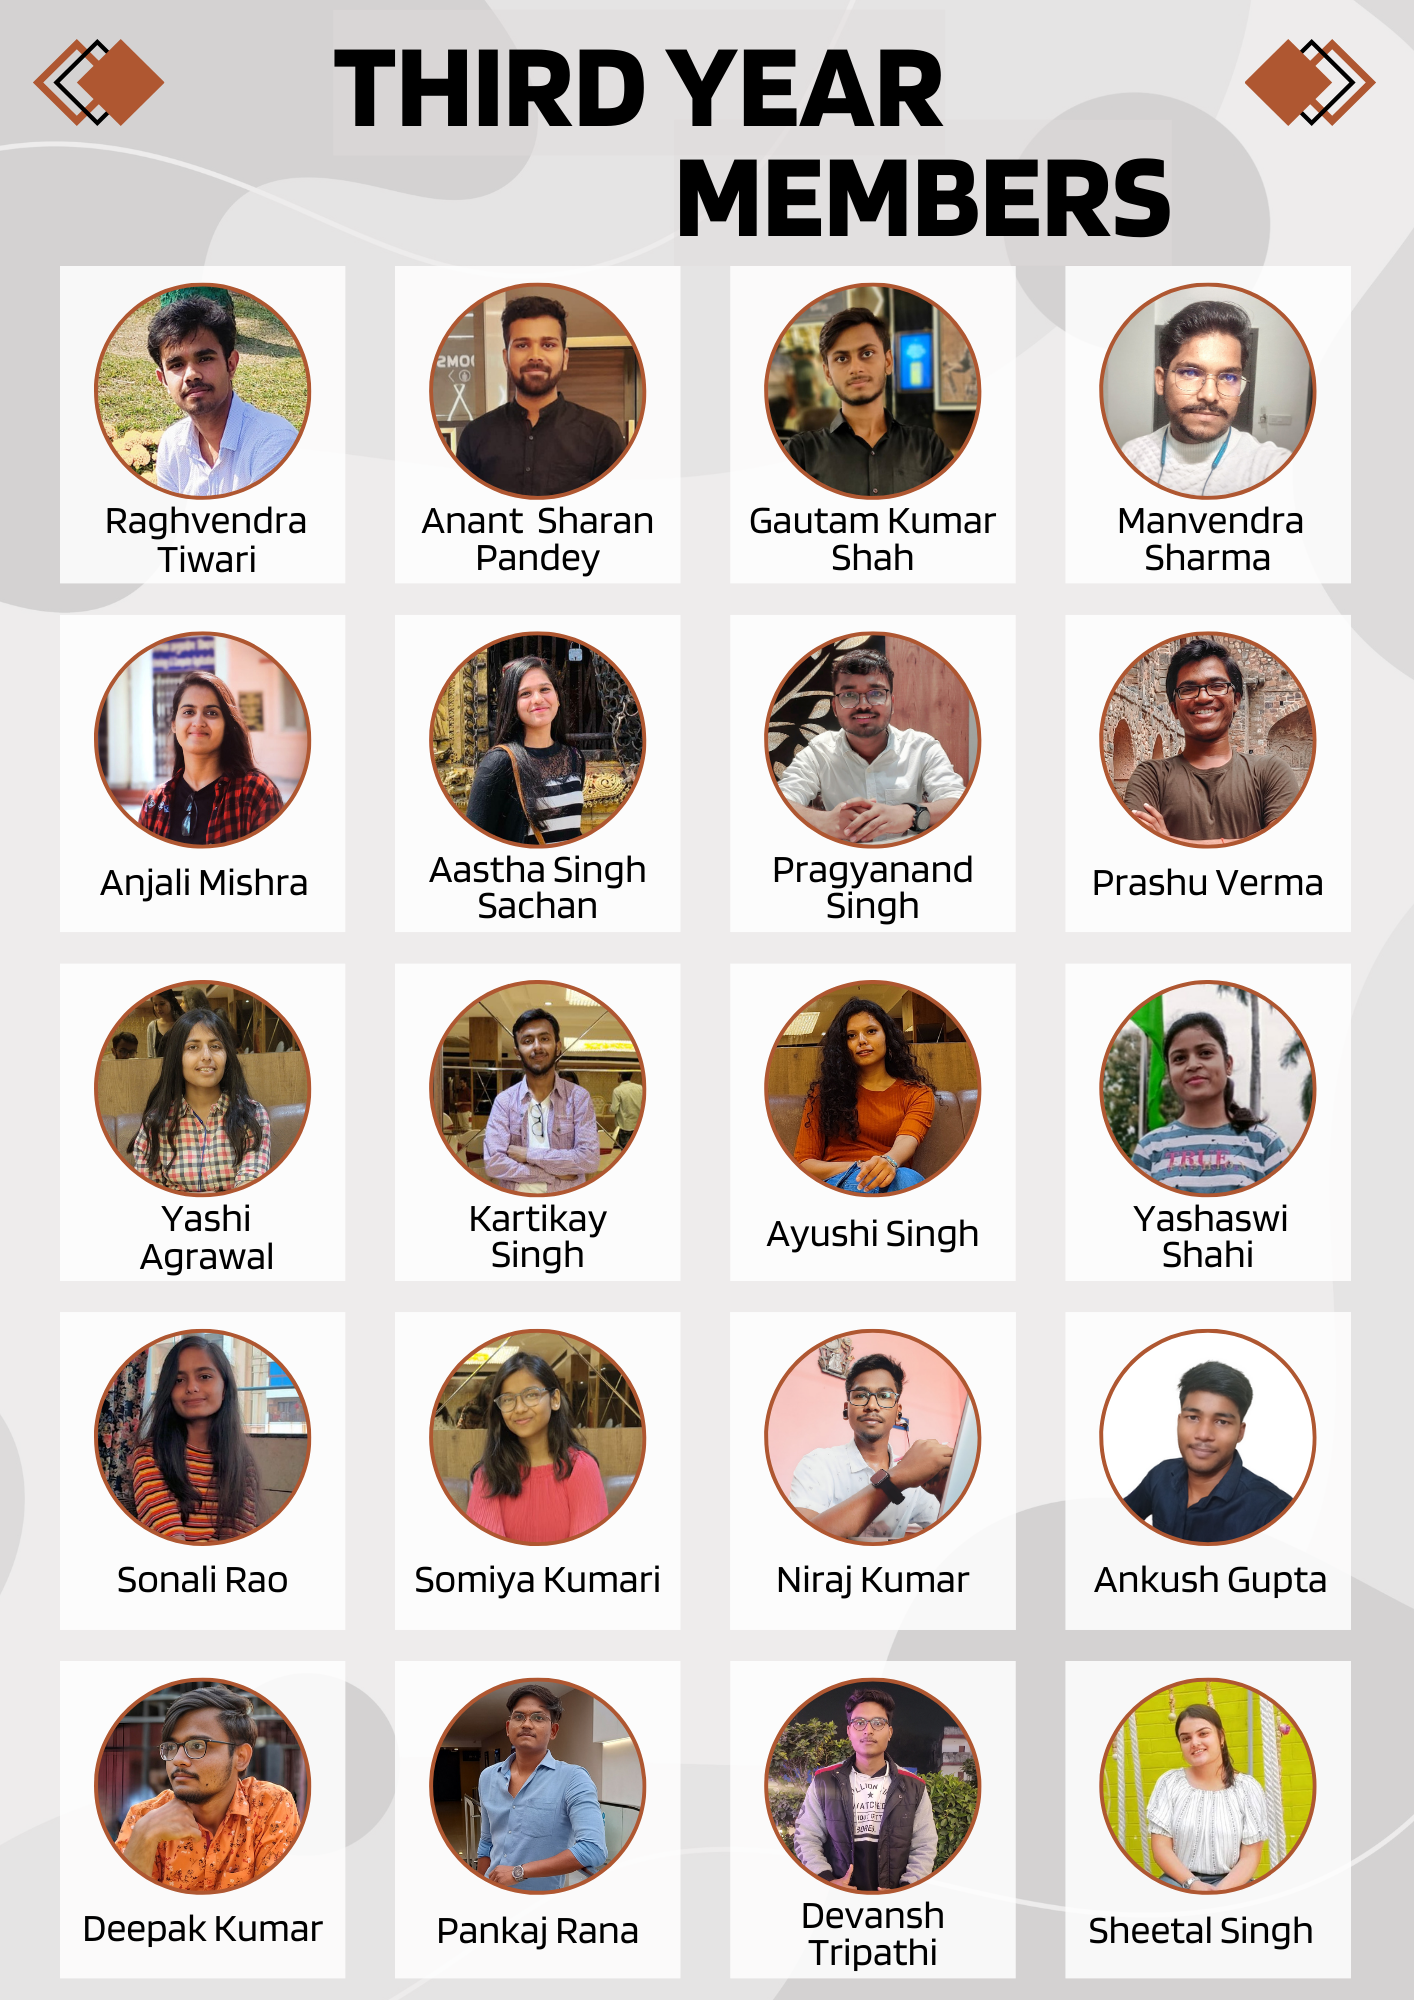 THIRD YEAR
MEMBERS
OOMS
Raghvendra
Tiwari
Anant Sharan
Pandey
Gautam Kumar
Shah
Manvendra
Sharma
Anjali Mishra
Aastha Singh
Sachan
Pragyanand
Singh
Prashu Verma
Yashi
Agrawal
Kartikay
Singh
Ayushi Singh
TRUE
Yashaswi
Shahi
Sonali Rao
Somiya Kumari
Niraj Kumar
Ankush Gupta
Deepak Kumar
Pankaj Rana
Devansh
Tripathi
Sheetal Singh